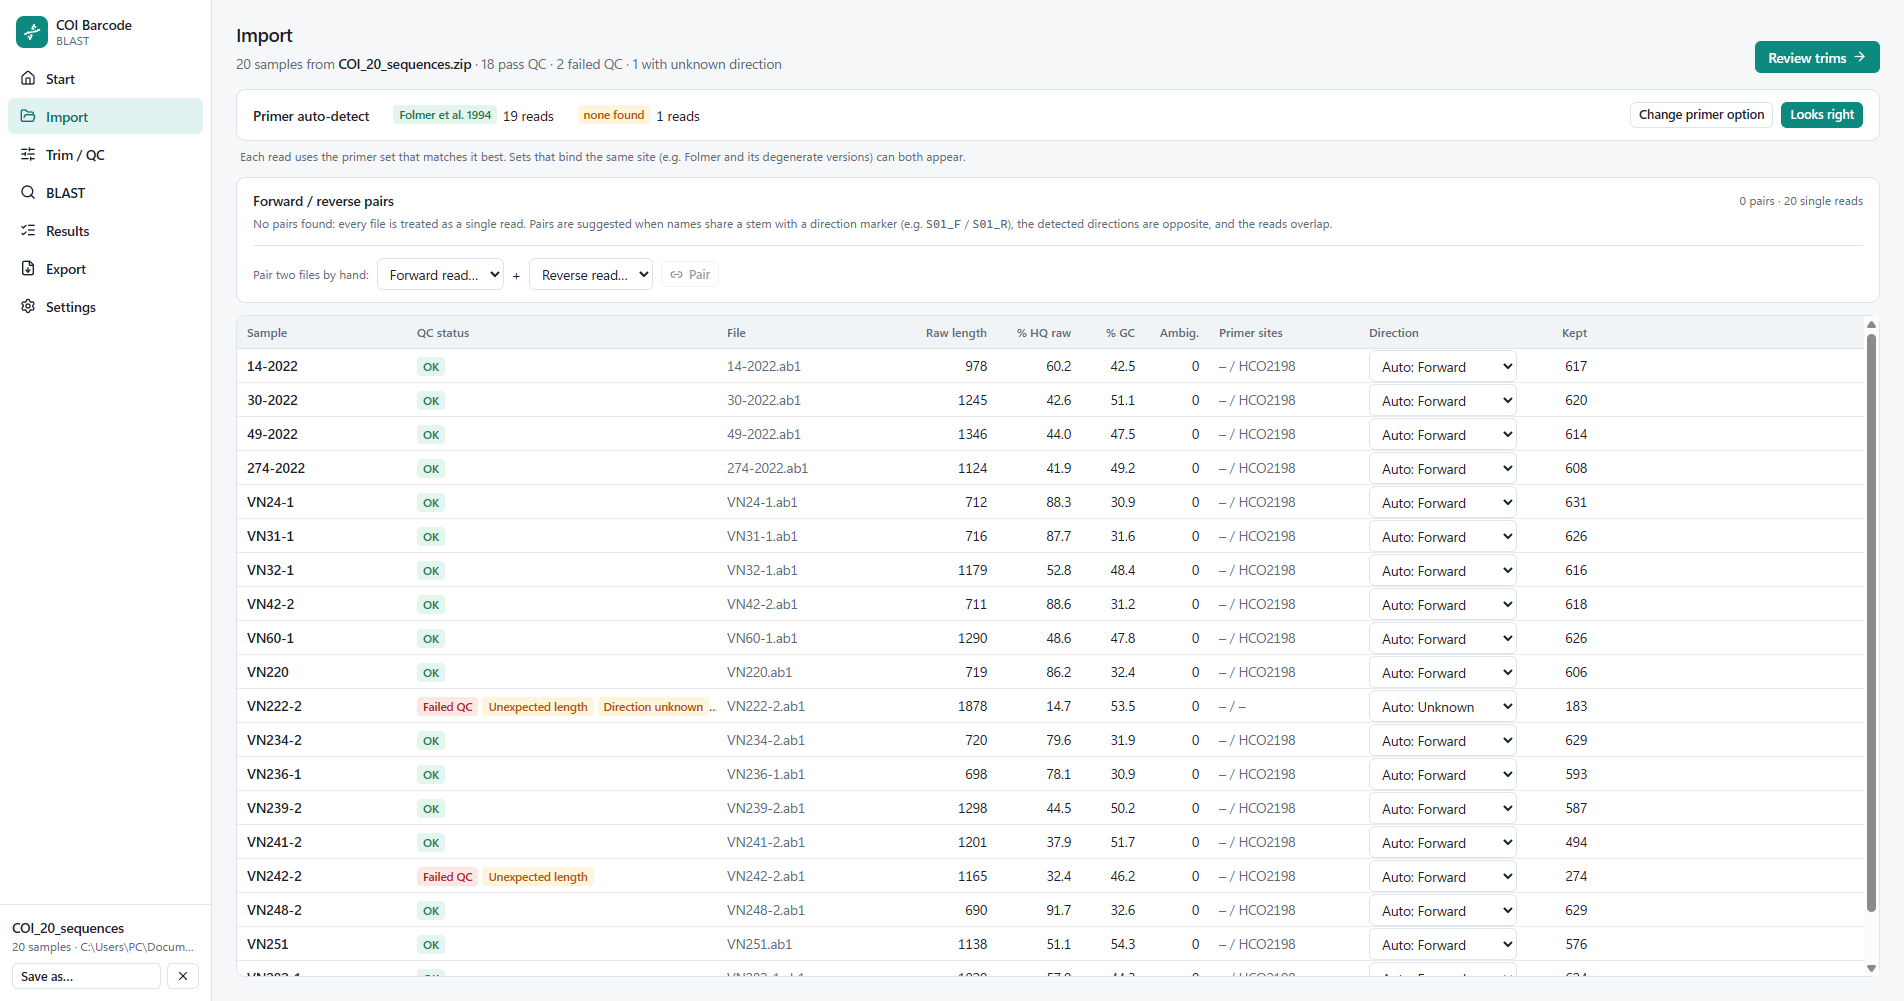 COI Barcode
BLAST
Start
Import
Trim / QC
BLAST
Results
Export
Settings
COI_20_sequences
20 samples · C:\Users\PC\Docum...
Save as...
Import
20 samples from COI_20_sequences.zip · 18 pass QC · 2 failed QC · 1 with unknown direction
Review trims
Primer auto-detect Folmer et al. 1994 19 reads none found 1 reads Change primer option Looks right
Each read uses the primer set that matches it best. Sets that bind the same site (e.g. Folmer and its degenerate versions) can both appear.
Forward / reverse pairs 0 pairs · 20 single reads
No pairs found: every file is treated as a single read. Pairs are suggested when names share a stem with a direction marker (e.g. S01_F / S01_R), the detected directions are opposite, and the reads overlap.
Pair two files by hand: Forward read... + Reverse read... Pair
Sample QC status File Raw length % HQ raw % GC Ambig. Primer sites Direction Kept
14-2022 OK 14-2022.ab1 978 60.2 42.5 0 – / HCO2198 Auto: Forward 617
30-2022 OK 30-2022.ab1 1245 42.6 51.1 0 – / HCO2198 Auto: Forward 620
49-2022 OK 49-2022.ab1 1346 44.0 47.5 0 – / HCO2198 Auto: Forward 614
274-2022 OK 274-2022.ab1 1124 41.9 49.2 0 – / HCO2198 Auto: Forward 608
VN24-1 OK VN24-1.ab1 712 88.3 30.9 0 – / HCO2198 Auto: Forward 631
VN31-1 OK VN31-1.ab1 716 87.7 31.6 0 – / HCO2198 Auto: Forward 626
VN32-1 OK VN32-1.ab1 1179 52.8 48.4 0 – / HCO2198 Auto: Forward 616
VN42-2 OK VN42-2.ab1 711 88.6 31.2 0 – / HCO2198 Auto: Forward 618
VN60-1 OK VN60-1.ab1 1290 48.6 47.8 0 – / HCO2198 Auto: Forward 626
VN220 OK VN220.ab1 719 86.2 32.4 0 – / HCO2198 Auto: Forward 606
VN222-2 Failed QC Unexpected length Direction unknown ... VN222-2.ab1 1878 14.7 53.5 0 – / – Auto: Unknown 183
VN234-2 OK VN234-2.ab1 720 79.6 31.9 0 – / HCO2198 Auto: Forward 629
VN236-1 OK VN236-1.ab1 698 78.1 30.9 0 – / HCO2198 Auto: Forward 593
VN239-2 OK VN239-2.ab1 1298 44.5 50.2 0 – / HCO2198 Auto: Forward 587
VN241-2 OK VN241-2.ab1 1201 37.9 51.7 0 – / HCO2198 Auto: Forward 494
VN242-2 Failed QC Unexpected length VN242-2.ab1 1165 32.4 46.2 0 – / HCO2198 Auto: Forward 274
VN248-2 OK VN248-2.ab1 690 91.7 32.6 0 – / HCO2198 Auto: Forward 629
VN251 OK VN251.ab1 1138 51.1 54.3 0 – / HCO2198 Auto: Forward 576